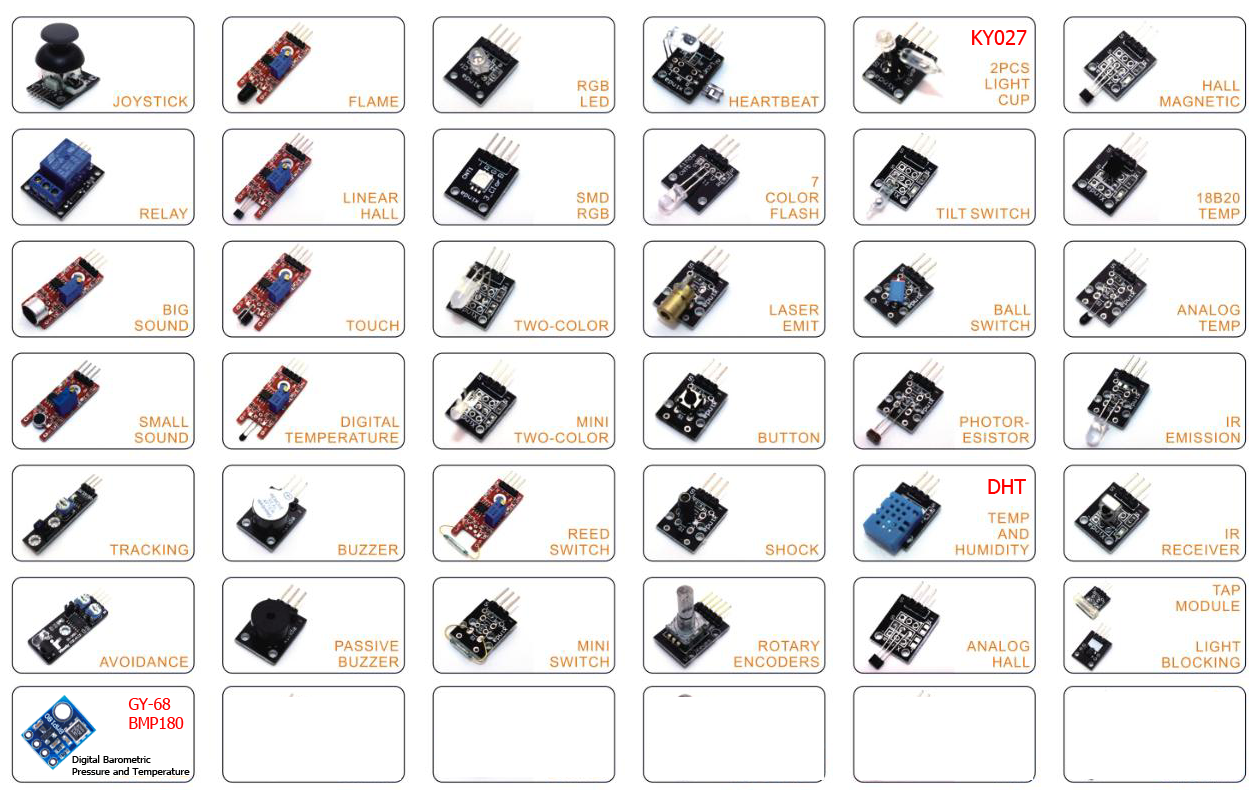 JOYSTICK
FLAME
RGB
LED
HEARTBEAT
KY027
2PCS
LIGHT
CUP
HALL
MAGNETIC
RELAY
LINEAR
HALL
SMD
RGB
7
COLOR
FLASH
TILT SWITCH
18B20
TEMP
BIG
SOUND
TOUCH
TWO-COLOR
LASER
EMIT
BALL
SWITCH
ANALOG
TEMP
SMALL
SOUND
DIGITAL
TEMPERATURE
MINI
TWO-COLOR
BUTTON
PHOTOR-
ESISTOR
IR
EMISSION
TRACKING
BUZZER
REED
SWITCH
SHOCK
DHT
TEMP
AND
HUMIDITY
IR
RECEIVER
AVOIDANCE
PASSIVE
BUZZER
MINI
SWITCH
ROTARY
ENCODERS
ANALOG
HALL
TAP
MODULE
LIGHT
BLOCKING
GY-68
BMP180
Digital Barometric
Pressure and Temperature